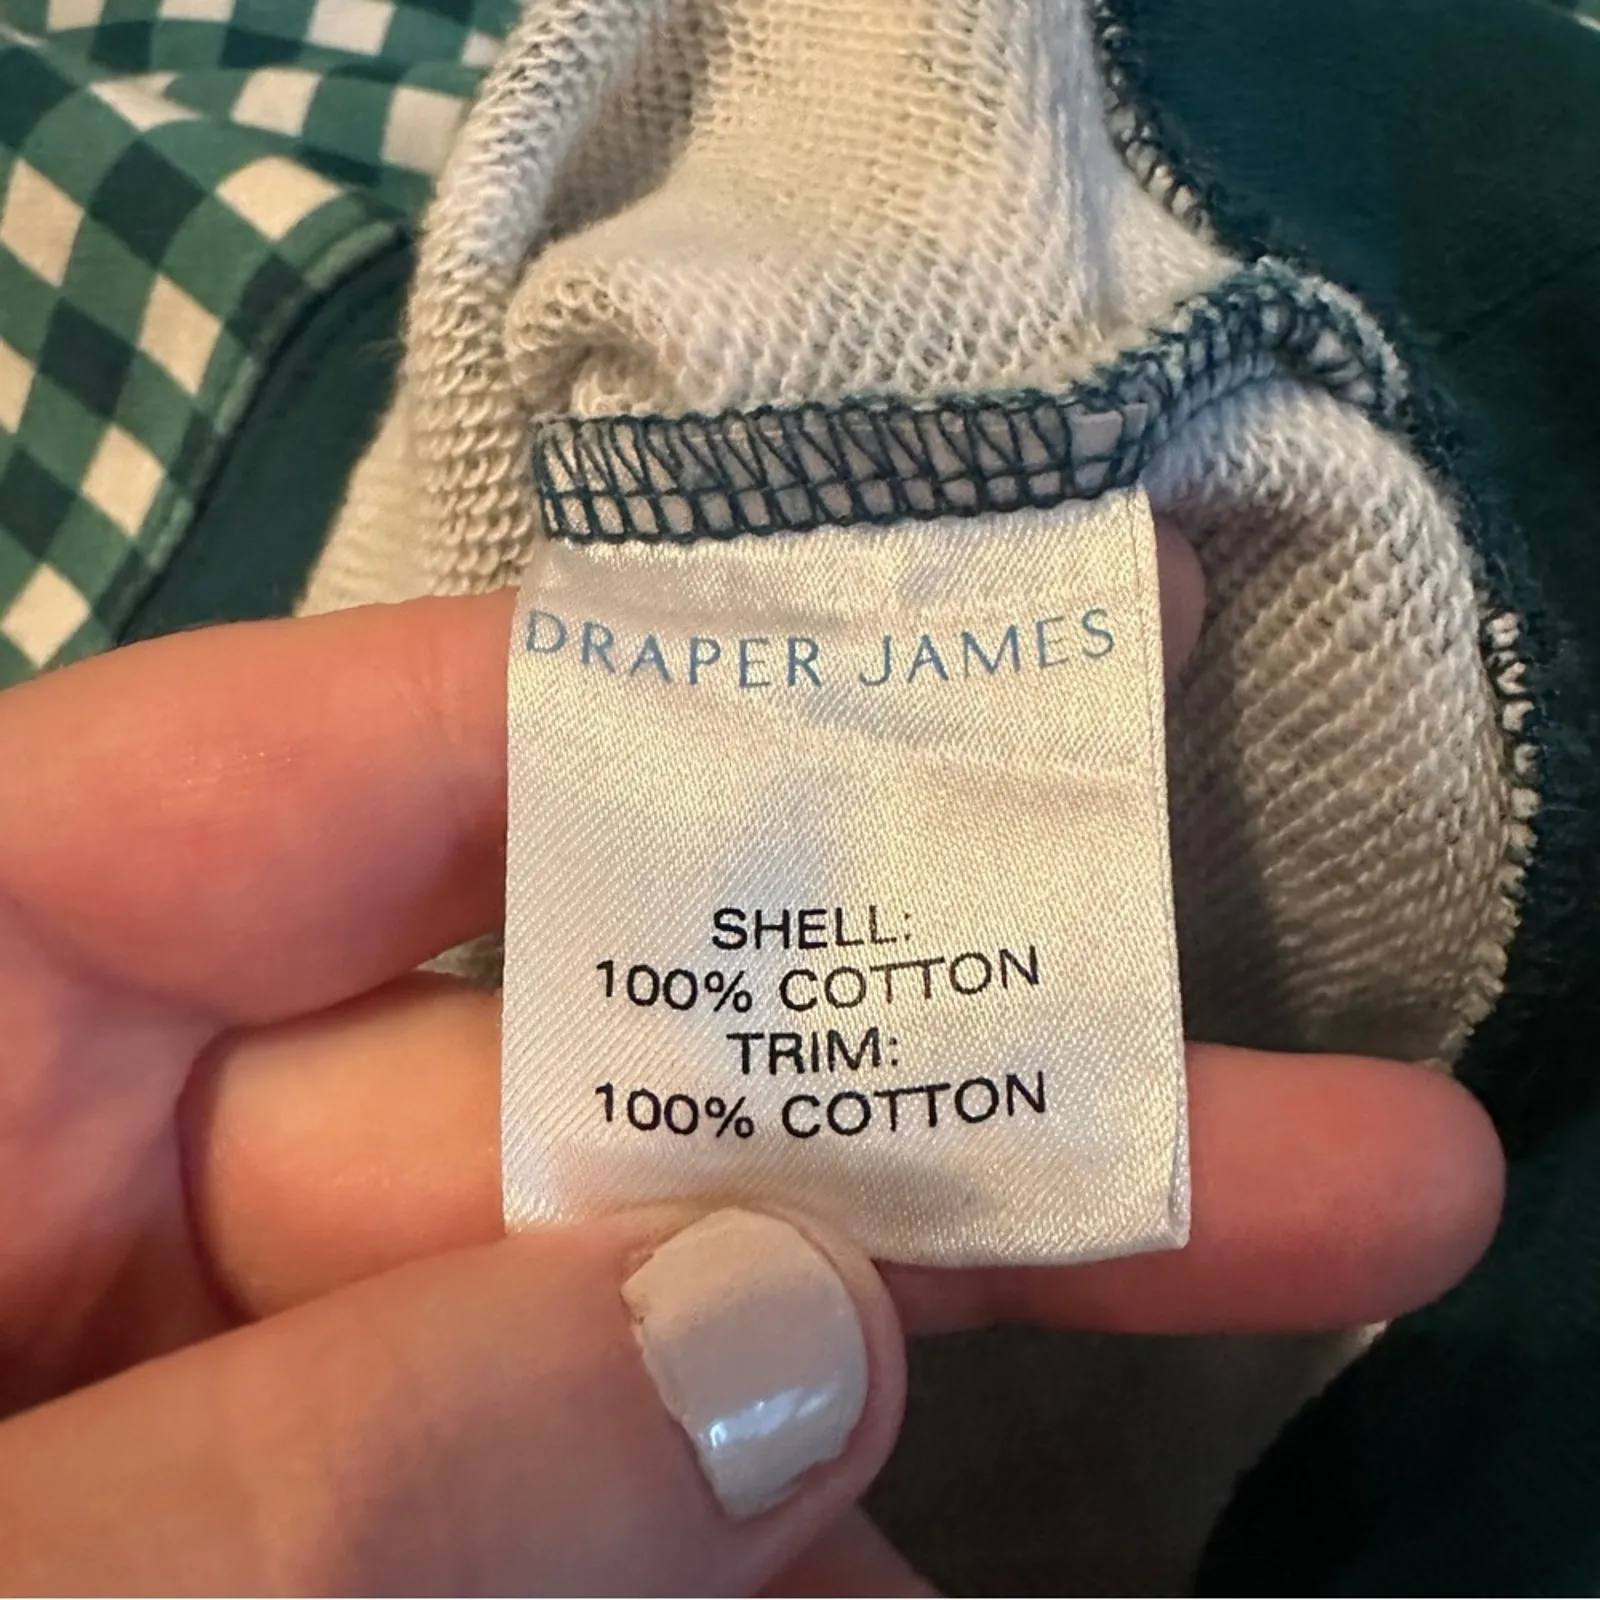 DRAPER JAMES
SHELL:
100% COTTON
TRIM:
100% COTTON